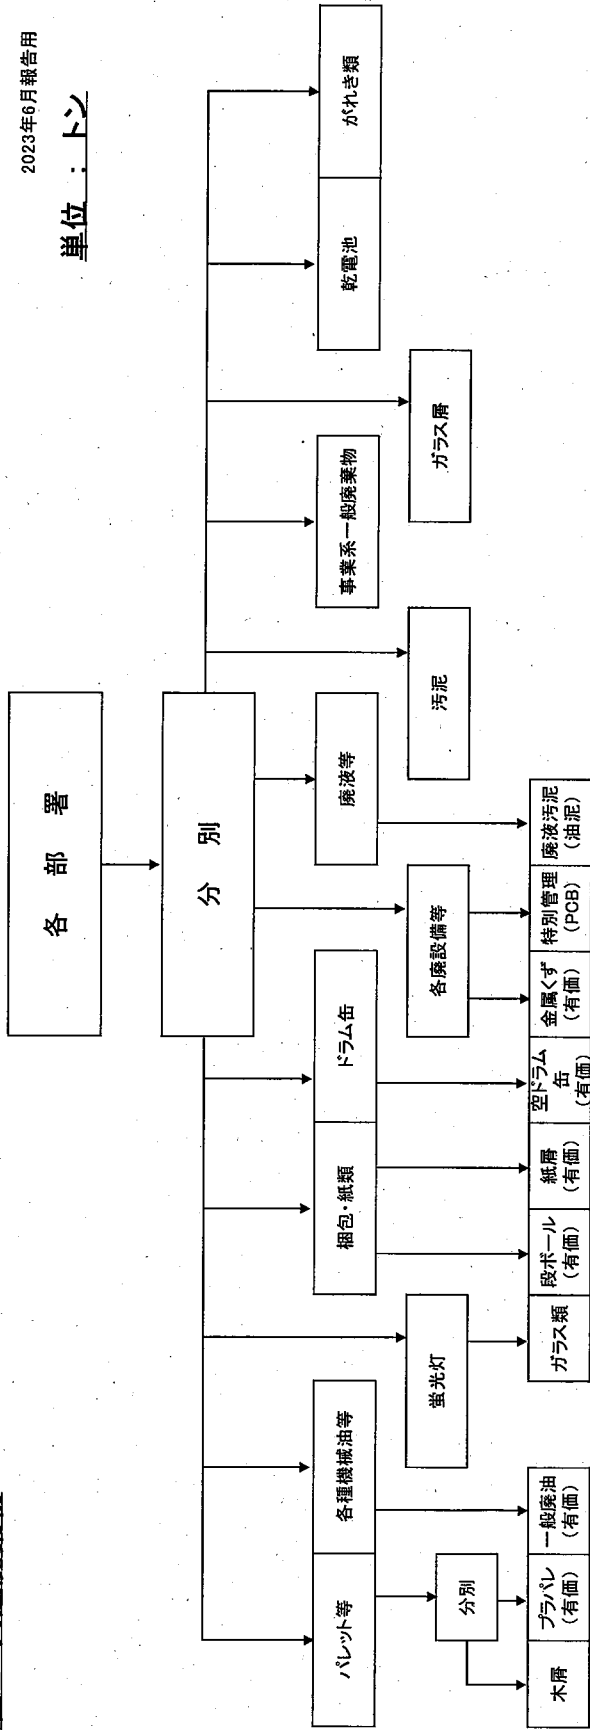 2023年6月報告用
単位 : トン
各 部 署
分 別
パレット等
各種機械油等
梱包・紙類
ドラム缶
廃液等
事業系一般廃棄物
乾電池
がれき類
蛍光灯
各廃設備等
汚泥
ガラス屑
分別
木屑
プラパレ
(有価)
一般廃油
(有価)
ガラス類
段ボール
(有価)
紙屑
(有価)
空ドラム
缶
(有価)
金属くず
(有価)
特別管理
(PCB)
廃液汚泥
(油泥)